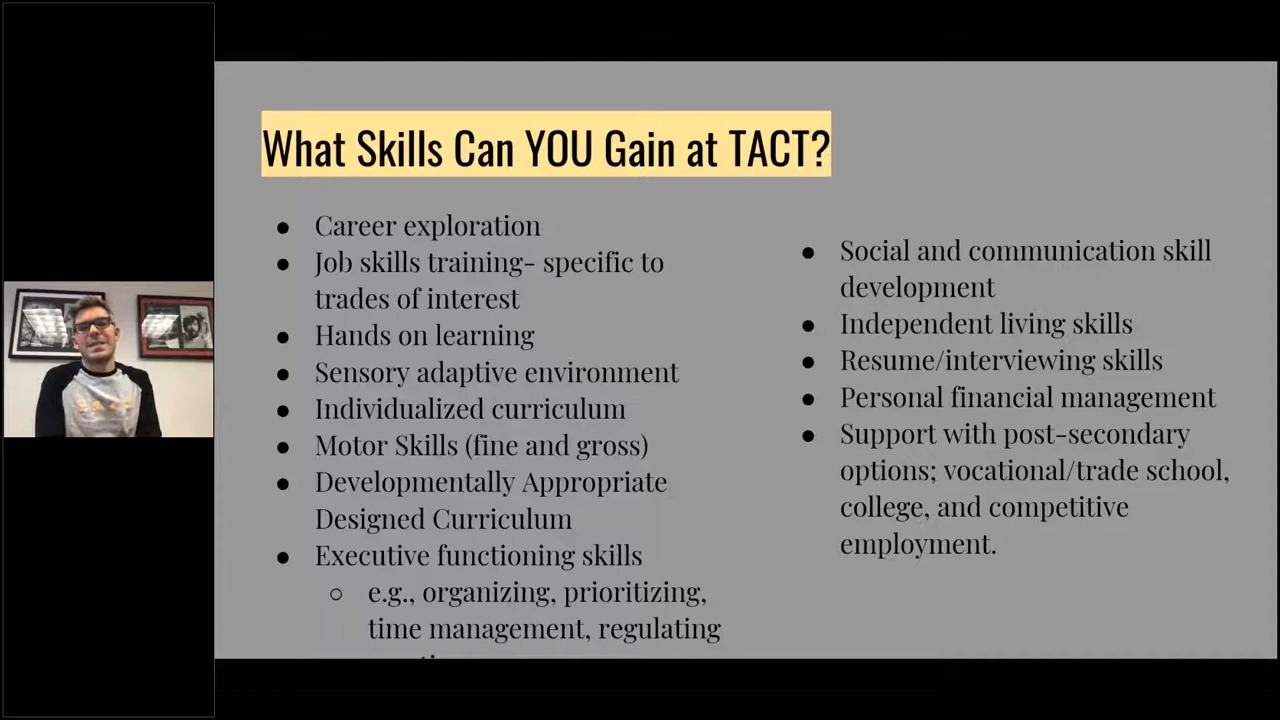 What Skills Can YOU Gain at TACT?
● Career exploration
● Job skills training- specific to
trades of interest
● Hands on learning
● Sensory adaptive environment
● Individualized curriculum
● Motor Skills (fine and gross)
● Developmentally Appropriate
Designed Curriculum
● Executive functioning skills
○ e.g., organizing, prioritizing,
time management, regulating
● Social and communication skill
development
● Independent living skills
● Resume/interviewing skills
● Personal financial management
● Support with post-secondary
options; vocational/trade school,
college, and competitive
employment.